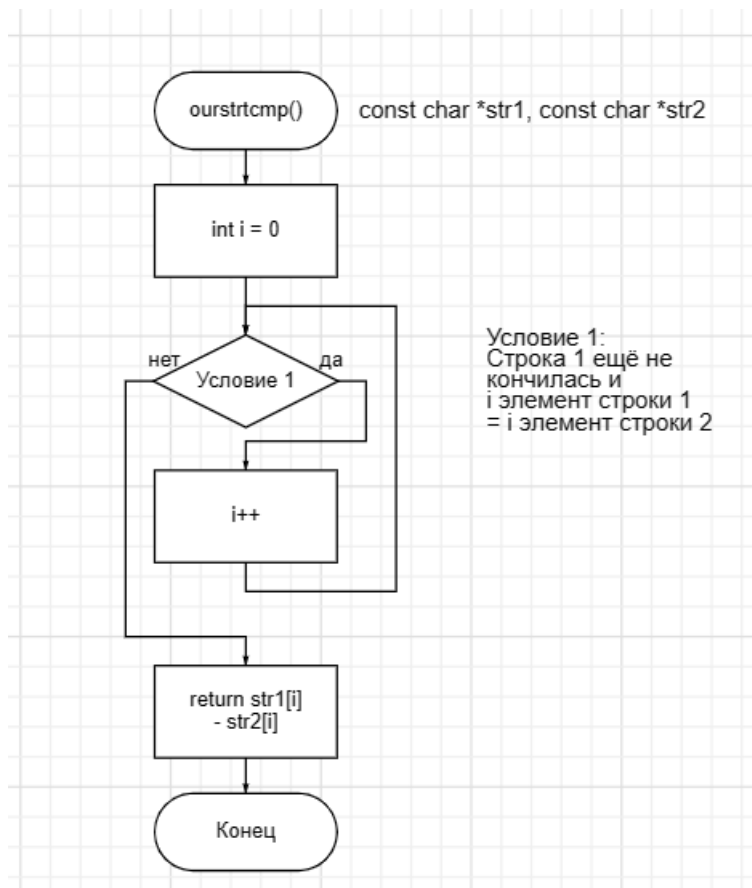 ourstrtcmp()
const char *str1, const char *str2
int i = 0
нет
да
Условие 1
Условие 1:
Строка 1 ещё не
кончилась и
i элемент строки 1
= i элемент строки 2
i++
return str1[i]
- str2[i]
Конец